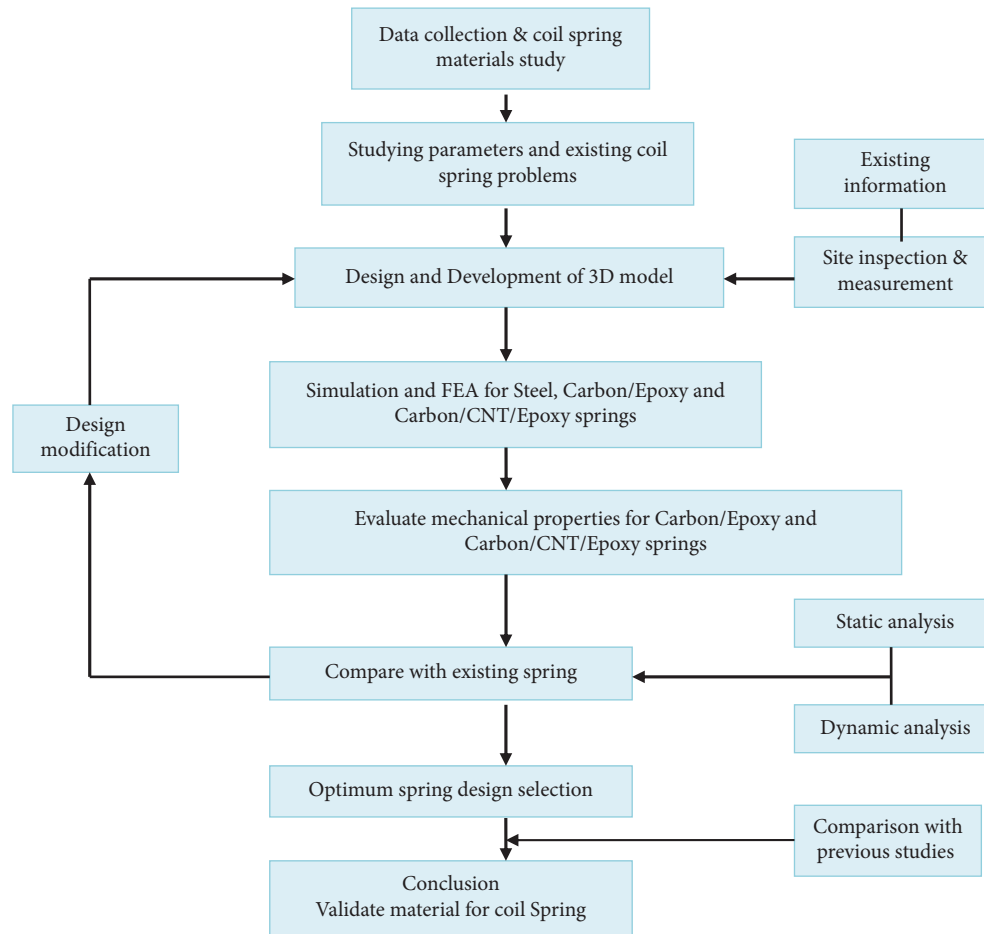 Data collection & coil spring
materials study
Studying parameters and existing coil
spring problems
Existing
information
Design and Development of 3D model
Site inspection &
measurement
Simulation and FEA for Steel, Carbon/Epoxy and
Carbon/CNT/Epoxy springs
Design
modification
Evaluate mechanical properties for Carbon/Epoxy and
Carbon/CNT/Epoxy springs
Static analysis
Compare with existing spring
Dynamic analysis
Optimum spring design selection
Comparison with
previous studies
Conclusion
Validate material for coil Spring